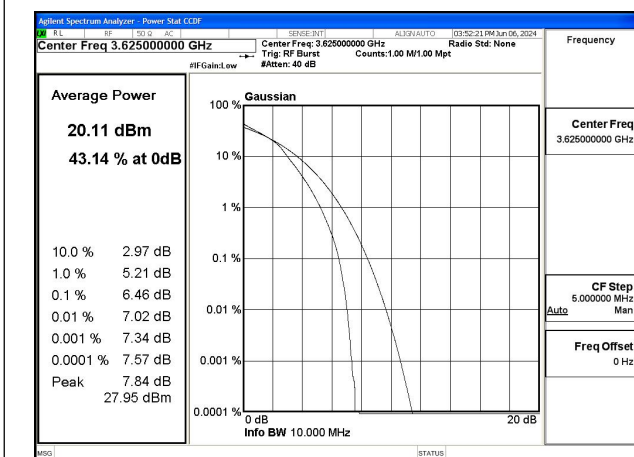 Agilent Spectrum Analyzer - Power Stat CCDF
RL RF 50 Ω AC SENSE:INT ALIGN AUTO 03:52:21 PM Jun 06, 2024
Center Freq 3.625000000 GHz
Center Freq: 3.625000000 GHz Radio Std: None
Trig: RF Burst Counts:1.00 M/1.00 Mpt
#IFGain:Low #Atten: 40 dB
Frequency
Average Power
20.11 dBm
43.14 % at 0dB
10.0 % 2.97 dB
1.0 % 5.21 dB
0.1 % 6.46 dB
0.01 % 7.02 dB
0.001 % 7.34 dB
0.0001 % 7.57 dB
Peak 7.84 dB
27.95 dBm
Gaussian
100 %
10 %
1 %
0.1 %
0.01 %
0.001 %
0.0001 %
0 dB 20 dB
Info BW 10.000 MHz
Center Freq
3.625000000 GHz
CF Step
5.000000 MHz
Auto Man
Freq Offset
0 Hz
MSG STATUS